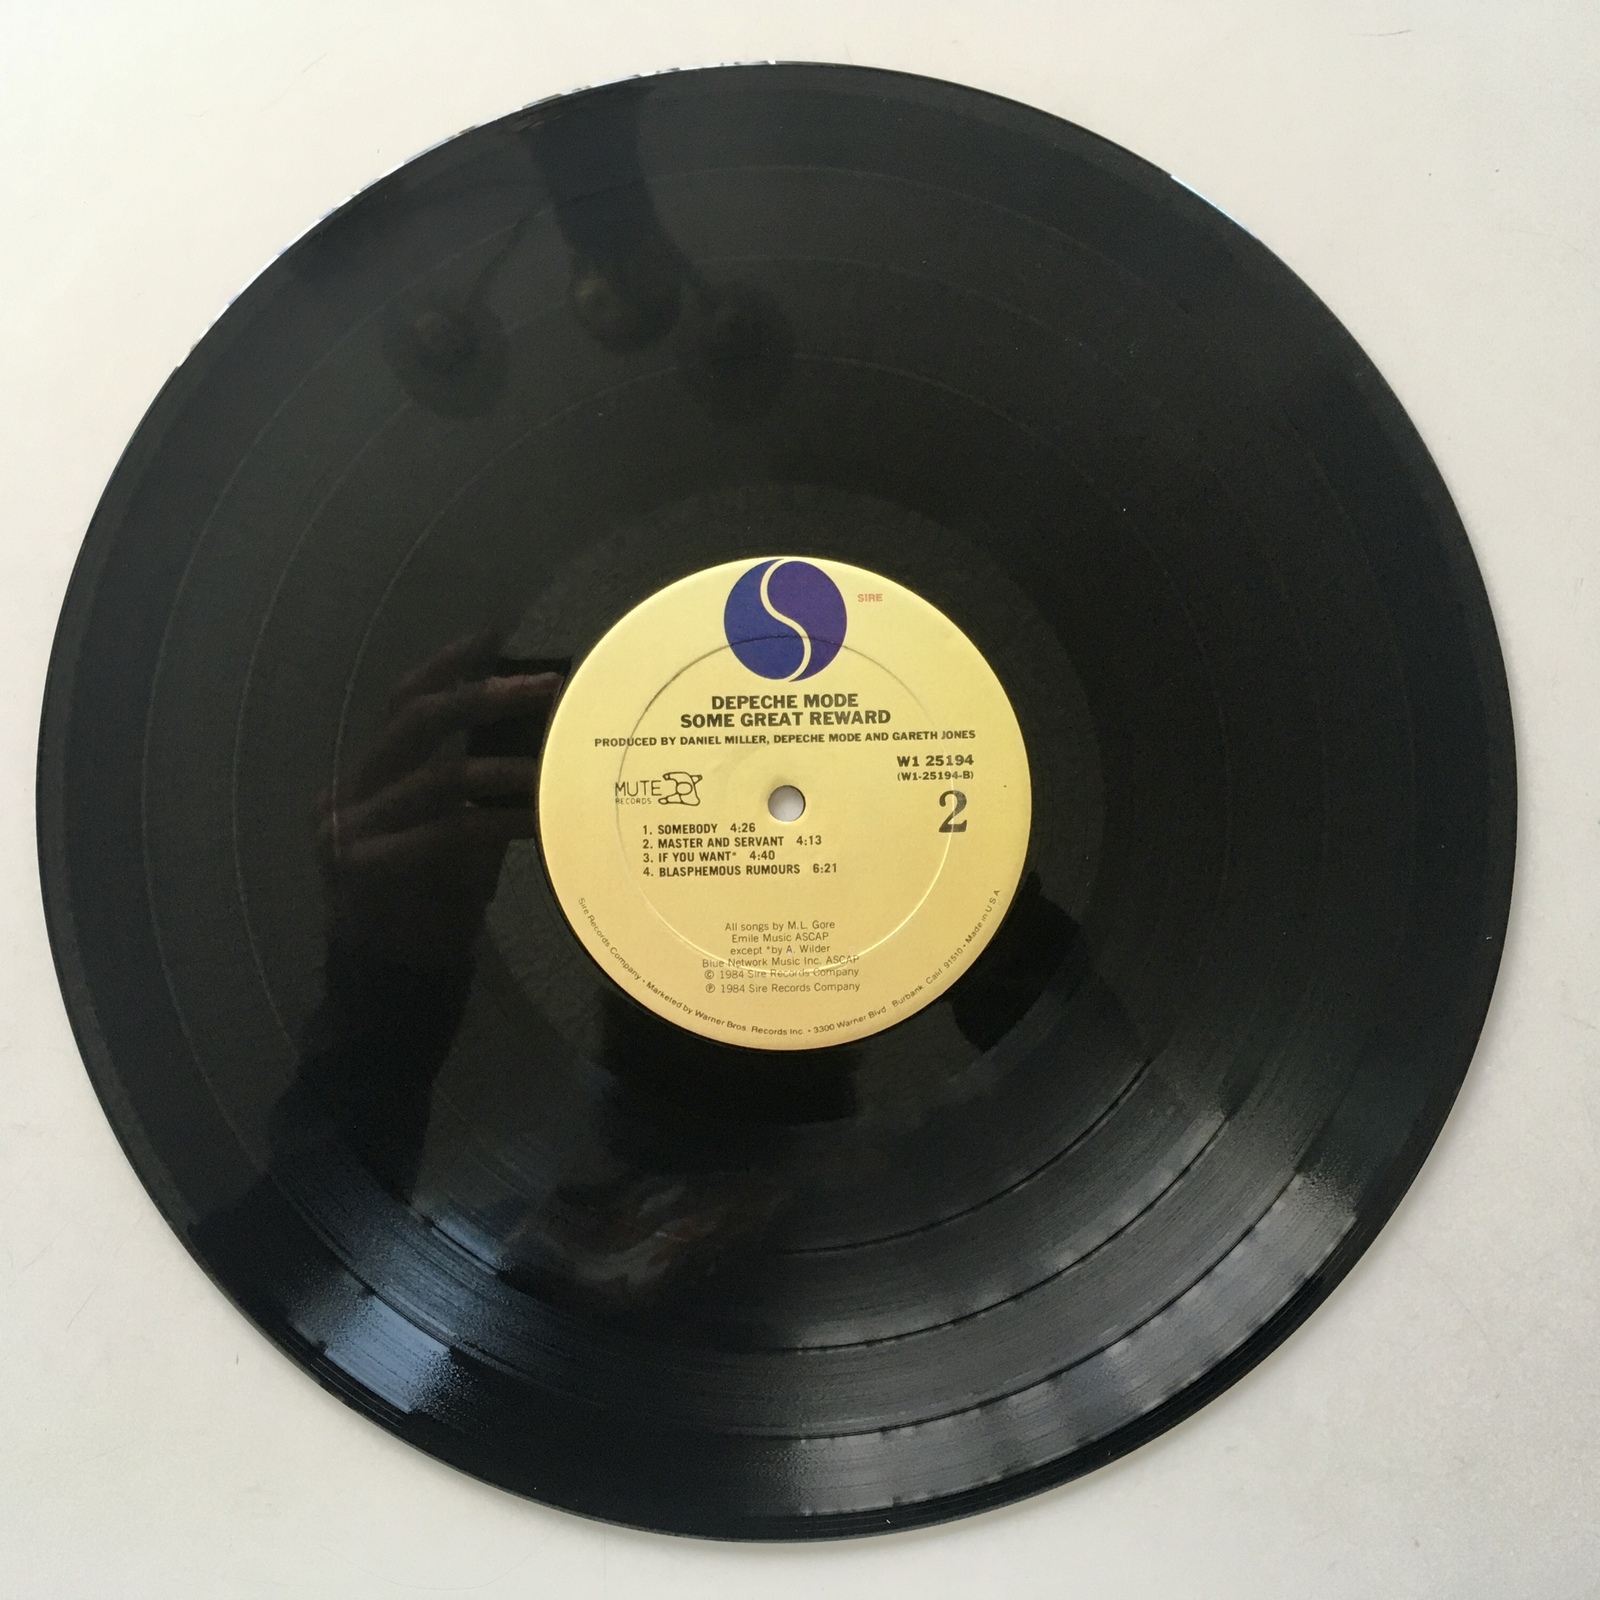 SIRE
DEPECHE MODE
SOME GREAT REWARD
PRODUCED BY DANIEL MILLER, DEPECHE MODE AND GARETH JONES
W1 25194
(W1-25194-B)
MUTE
RECORDS
2
1. SOMEBODY 4:26
2. MASTER AND SERVANT 4:13
3. IF YOU WANT* 4:40
4. BLASPHEMOUS RUMOURS 6:21
All songs by M.L. Gore
Emile Music ASCAP
except *by A. Wilder
Blue Network Music Inc. ASCAP
© 1984 Sire Records Company
℗ 1984 Sire Records Company
Sire Records Company • Marketed by Warner Bros. Records Inc. • 3300 Warner Blvd. Burbank, Calif. 91510 • Made in U.S.A.